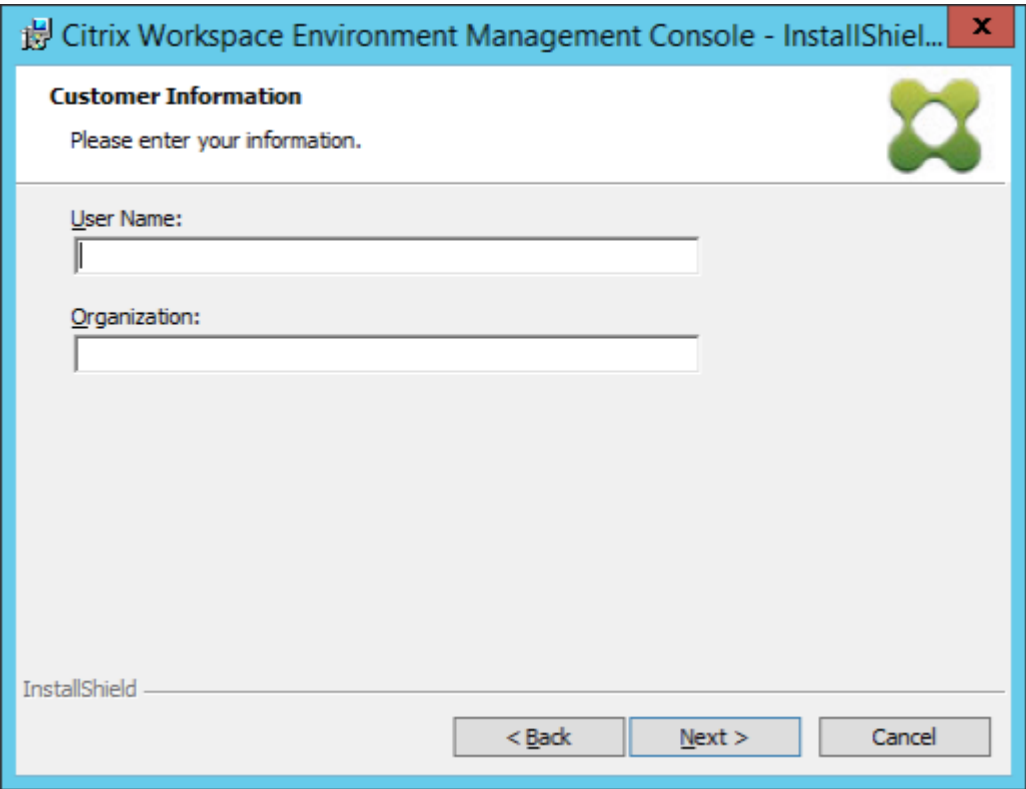 Citrix Workspace Environment Management Console - InstallShiel...
x
Customer Information
Please enter your information.
User Name:
Organization:
InstallShield
< Back
Next >
Cancel